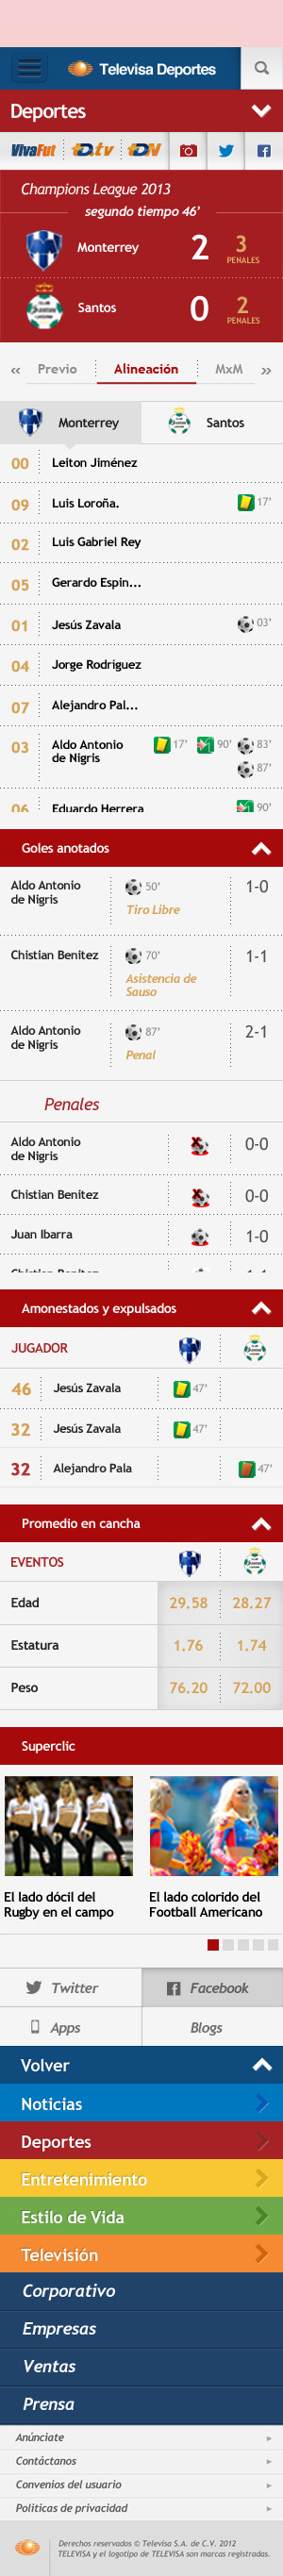 Televisa Deportes
Deportes
VivaFut TDN.tv TDN
Champions League 2013
segundo tiempo 46'
Monterrey 2 3
PENALES
Santos 0 2
PENALES
« Previo Alineación MxM »
Monterrey Santos
00 Leiton Jiménez
09 Luis Loroña. 17'
02 Luis Gabriel Rey
05 Gerardo Espin...
01 Jesús Zavala 03'
04 Jorge Rodríguez
07 Alejandro Pal...
03 Aldo Antonio 17' 90' 83'
de Nigris 87'
06 Eduardo Herrera 90'
Goles anotados
Aldo Antonio 50' 1-0
de Nigris Tiro Libre
Chistian Benitez 70' 1-1
Asistencia de
Sauso
Aldo Antonio 87' 2-1
de Nigris Penal
Penales
Aldo Antonio 0-0
de Nigris
Chistian Benitez 0-0
Juan Ibarra 1-0
Chistian Benitez 1-1
Amonestados y expulsados
JUGADOR
46 Jesús Zavala 47'
32 Jesús Zavala 47'
32 Alejandro Pala 47'
Promedio en cancha
EVENTOS
Edad 29.58 28.27
Estatura 1.76 1.74
Peso 76.20 72.00
Superclic
El lado dócil del
Rugby en el campo
El lado colorido del
Football Americano
Twitter Facebook
Apps Blogs
Volver
Noticias
Deportes
Entretenimiento
Estilo de Vida
Televisión
Corporativo
Empresas
Ventas
Prensa
Anúnciate
Contáctanos
Convenios del usuario
Políticas de privacidad
Derechos reservados © Televisa S.A. de C.V. 2012
TELEVISA y el logotipo de TELEVISA son marcas registradas.